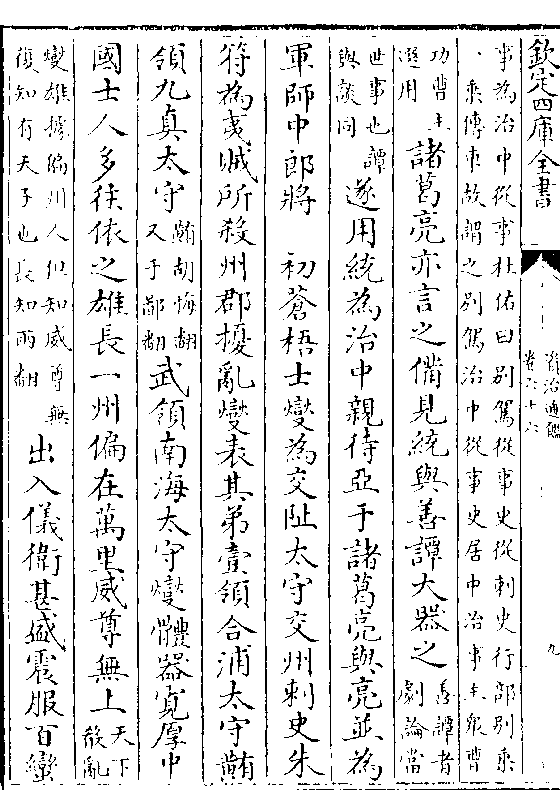 欽定四庫全書
資治通鑑
卷六十六
九
事為治中從事杜佑曰别駕從事史從刺史行部别乘
一乘傳車故謂之别駕治中從事史居中治事主衆曹
功曹主
選用
諸葛亮亦言之備見統與善譚大器之
善譚者
劇論當
世事也譚
與談同
遂用統為治中親待亞于諸葛亮與亮並為
軍師中郎將　初蒼梧士燮為交阯太守交州刺史朱
符為夷賊所殺州郡擾亂燮表其弟壹領合浦太守䵋
領九真太守
䵋胡悔翻
又于鄙翻
武領南海太守燮體器寛厚中
國士人多往依之雄長一州偏在萬里威尊無上
天下
殽亂
燮雄據偏州人但知威尊無
復知有天子也長知兩翻
出入儀衛甚盛震服百蠻